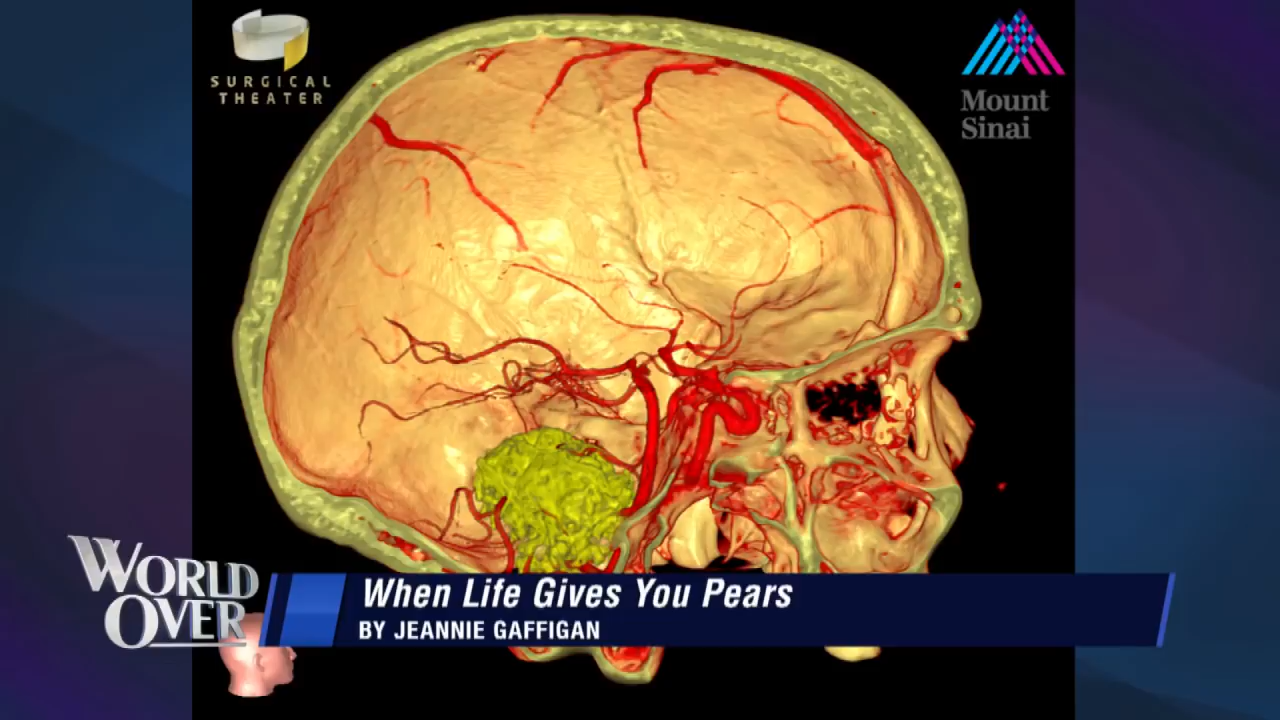 SURGICAL
THEATER
Mount
Sinai
WORLD
OVER
When Life Gives You Pears
BY JEANNIE GAFFIGAN